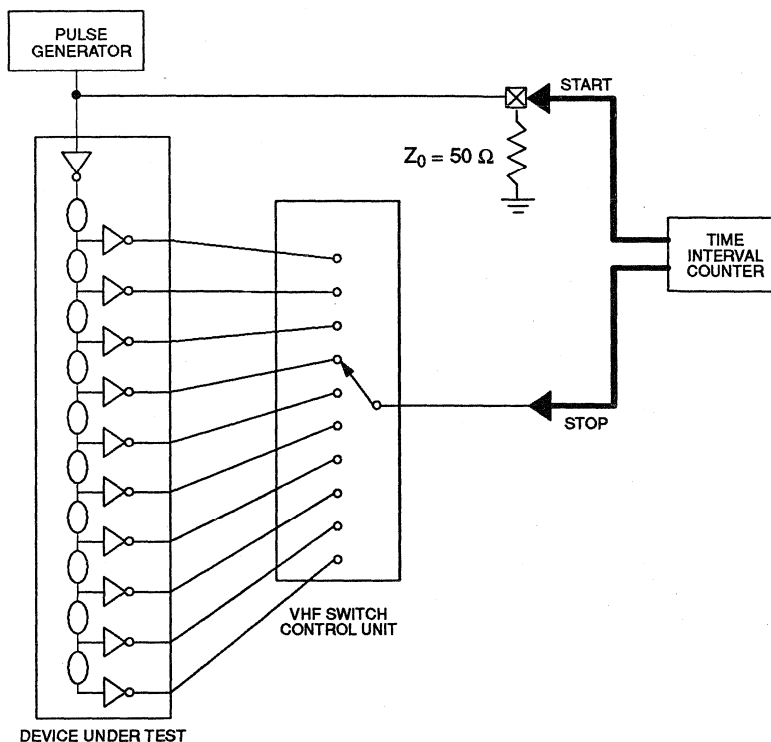 PULSE
GENERATOR
START
Z₀ = 50 Ω
TIME
INTERVAL
COUNTER
STOP
VHF SWITCH
CONTROL UNIT
DEVICE UNDER TEST